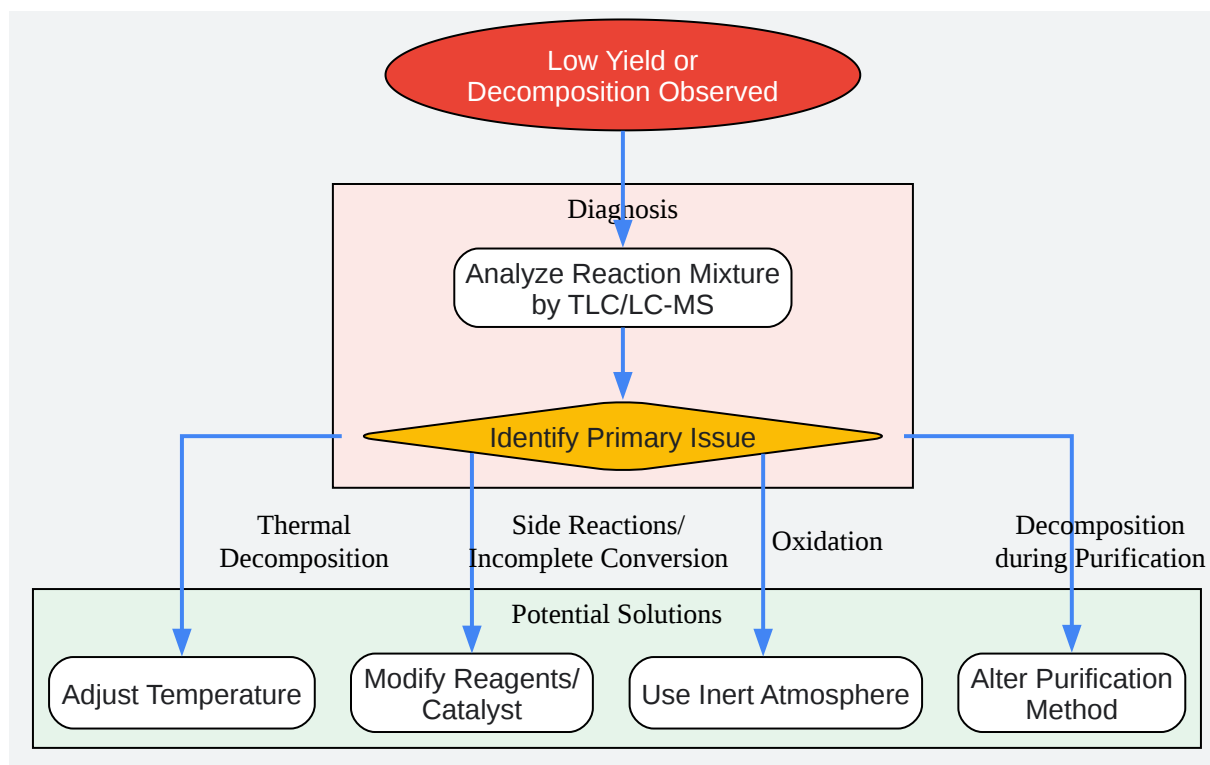 Low Yield or
Decomposition Observed
Diagnosis
Analyze Reaction Mixture
by TLC/LC-MS
Identify Primary Issue
Thermal
Decomposition
Side Reactions/
Incomplete Conversion
Oxidation
Decomposition
during Purification
Potential Solutions
Adjust Temperature
Modify Reagents/
Catalyst
Use Inert Atmosphere
Alter Purification
Method